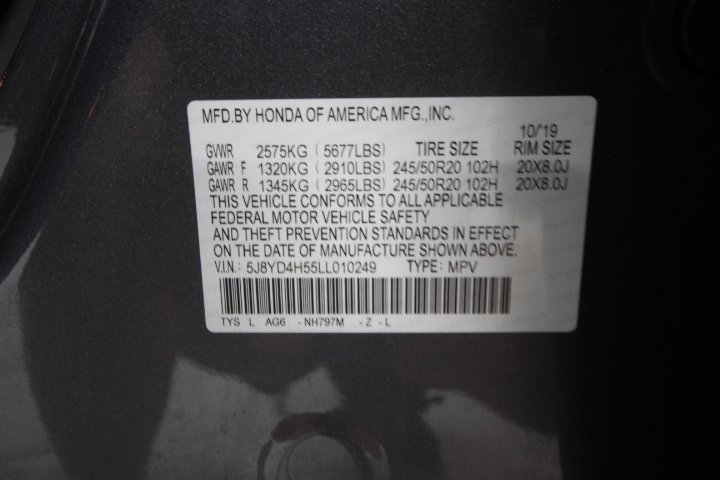 MFD.BY HONDA OF AMERICA MFG.,INC.
10/'19
GVWR 2575KG ( 5677LBS) TIRE SIZE RIM SIZE
GAWR F 1320KG ( 2910LBS) 245/50R20 102H 20X8.0J
GAWR R 1345KG ( 2965LBS) 245/50R20 102H 20X8.0J
THIS VEHICLE CONFORMS TO ALL APPLICABLE
FEDERAL MOTOR VEHICLE SAFETY
AND THEFT PREVENTION STANDARDS IN EFFECT
ON THE DATE OF MANUFACTURE SHOWN ABOVE.
V.I.N.: 5J8YD4H55LL010249 TYPE: MPV
TYS L AG6 - NH797M - Z - L